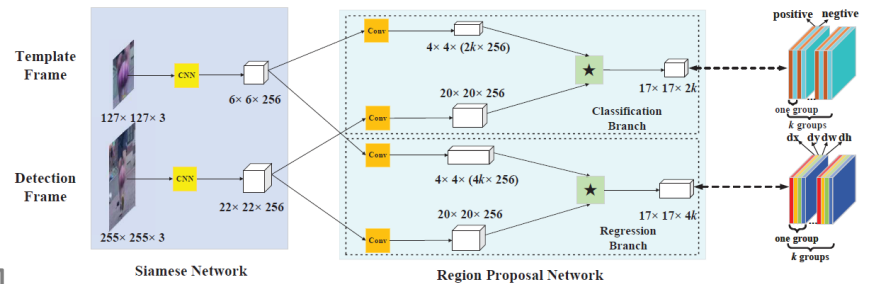 Template
Frame
CNN
127× 127× 3
6× 6× 256
Detection
Frame
CNN
255× 255× 3
22× 22× 256
Siamese Network
Conv
4× 4× (2k× 256)
20× 20× 256
Conv
★
17× 17× 2k
Classification
Branch
Conv
4× 4× (4k× 256)
20× 20× 256
Conv
★
17× 17× 4k
Regression
Branch
Region Proposal Network
positive negtive
one group
k groups
dx dy dw dh
one group
k groups